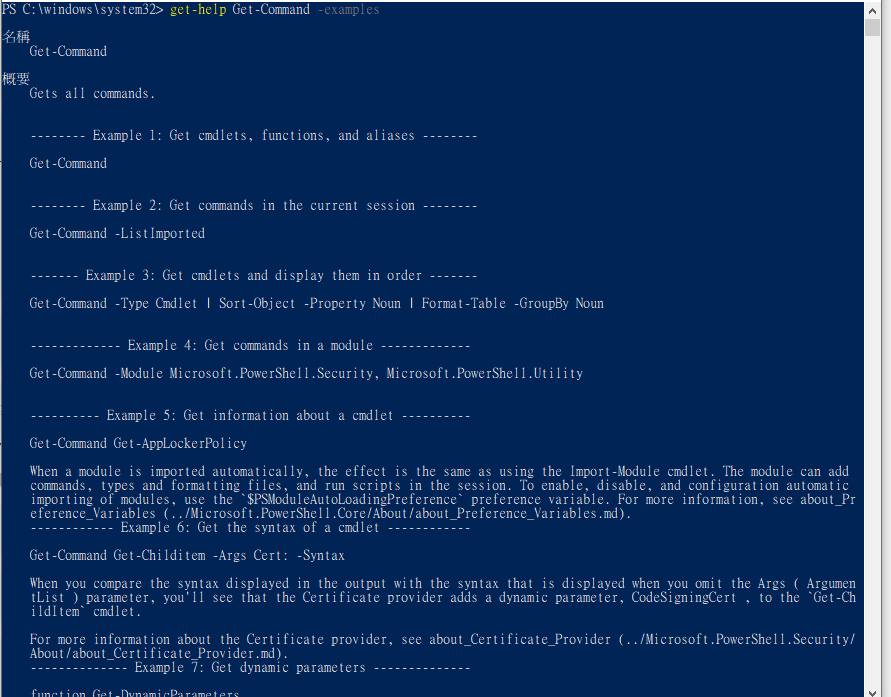 PS C:\windows\system32> get-help Get-Command -examples
名稱
Get-Command
概要
Gets all commands.
-------- Example 1: Get cmdlets, functions, and aliases --------
Get-Command
-------- Example 2: Get commands in the current session --------
Get-Command -ListImported
------- Example 3: Get cmdlets and display them in order -------
Get-Command -Type Cmdlet | Sort-Object -Property Noun | Format-Table -GroupBy Noun
------------- Example 4: Get commands in a module -------------
Get-Command -Module Microsoft.PowerShell.Security, Microsoft.PowerShell.Utility
---------- Example 5: Get information about a cmdlet ----------
Get-Command Get-AppLockerPolicy
When a module is imported automatically, the effect is the same as using the Import-Module cmdlet. The module can add
commands, types and formatting files, and run scripts in the session. To enable, disable, and configuration automatic
importing of modules, use the `$PSModuleAutoLoadingPreference` preference variable. For more information, see about_Pr
eference_Variables (../Microsoft.PowerShell.Core/About/about_Preference_Variables.md).
------------ Example 6: Get the syntax of a cmdlet ------------
Get-Command Get-Childitem -Args Cert: -Syntax
When you compare the syntax displayed in the output with the syntax that is displayed when you omit the Args ( Argumen
tList ) parameter, you'll see that the Certificate provider adds a dynamic parameter, CodeSigningCert , to the `Get-Ch
ildItem` cmdlet.
For more information about the Certificate provider, see about_Certificate_Provider (../Microsoft.PowerShell.Security/
About/about_Certificate_Provider.md).
-------------- Example 7: Get dynamic parameters --------------
function Get-DynamicParameters